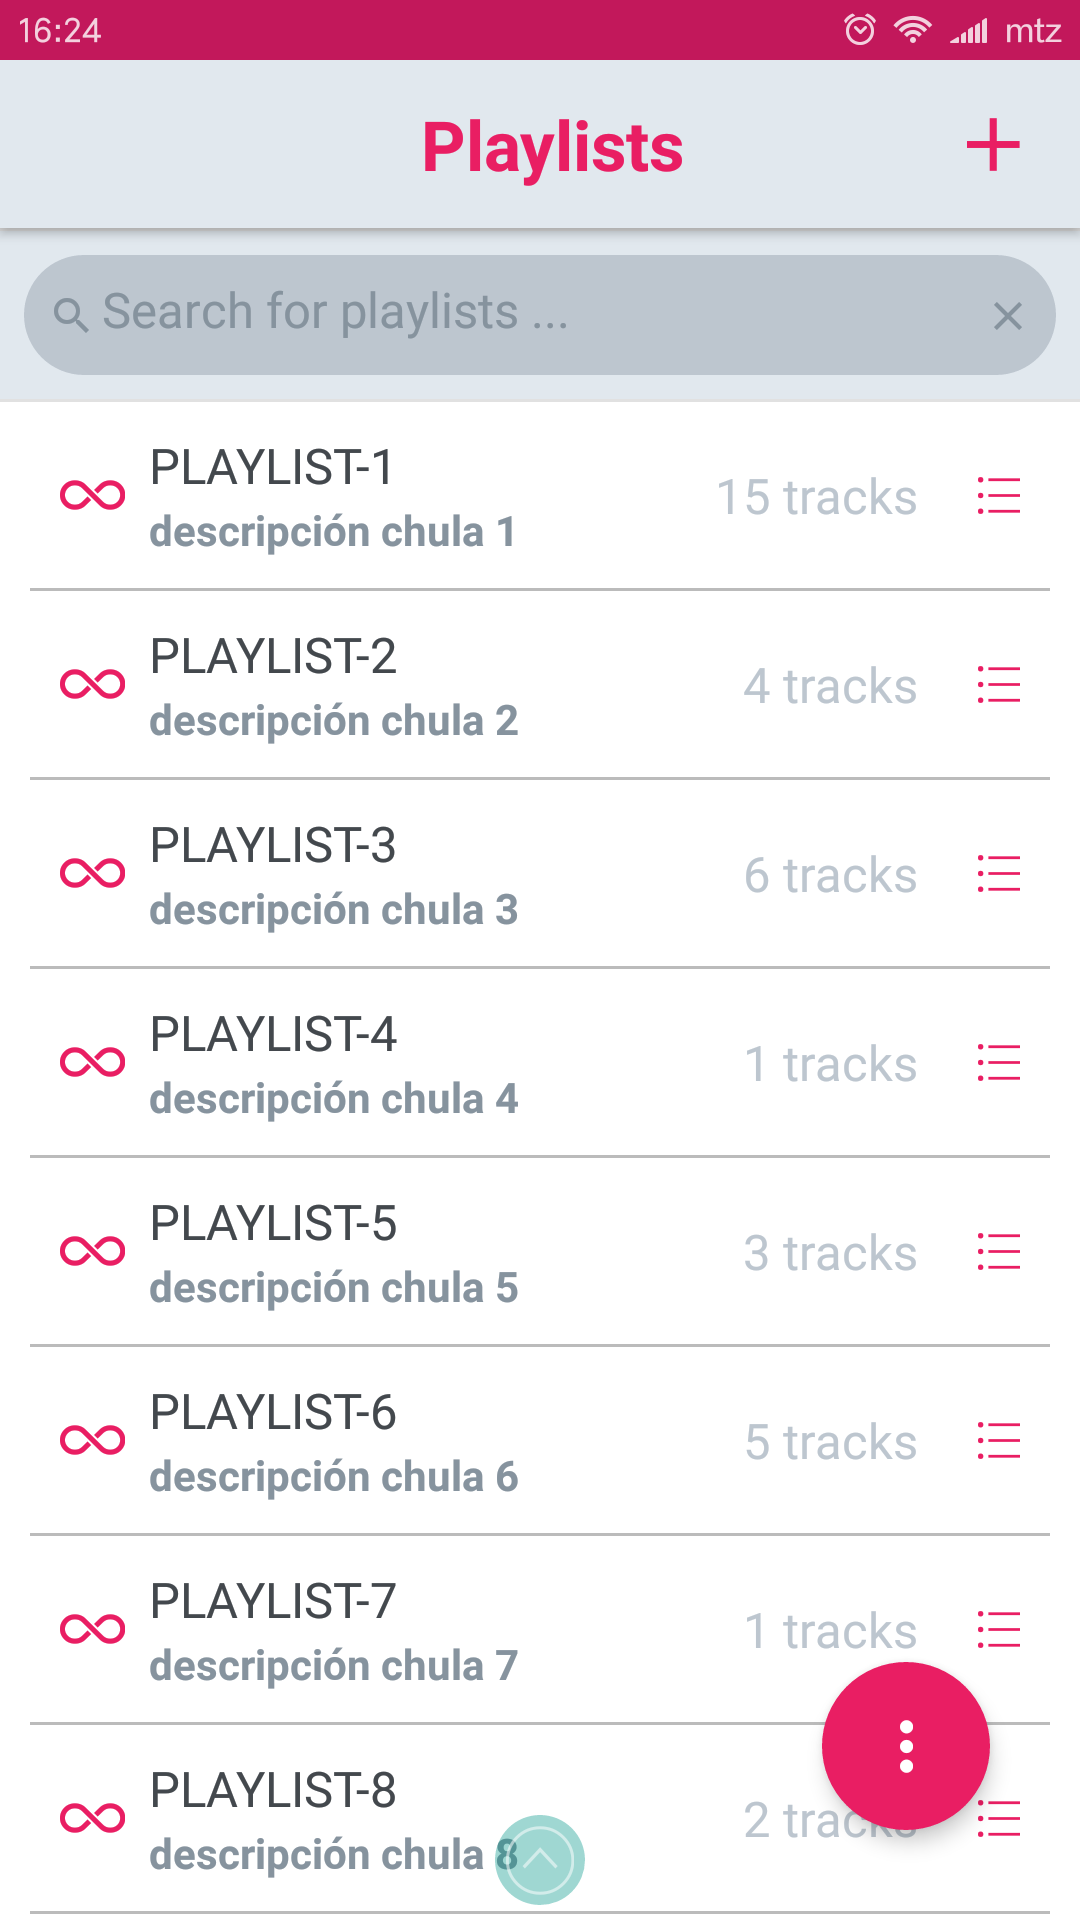 16:24
mtz
Playlists
Search for playlists ...
PLAYLIST-1
descripción chula 1
15 tracks
PLAYLIST-2
descripción chula 2
4 tracks
PLAYLIST-3
descripción chula 3
6 tracks
PLAYLIST-4
descripción chula 4
1 tracks
PLAYLIST-5
descripción chula 5
3 tracks
PLAYLIST-6
descripción chula 6
5 tracks
PLAYLIST-7
descripción chula 7
1 tracks
PLAYLIST-8
descripción chula 8
2 tracks